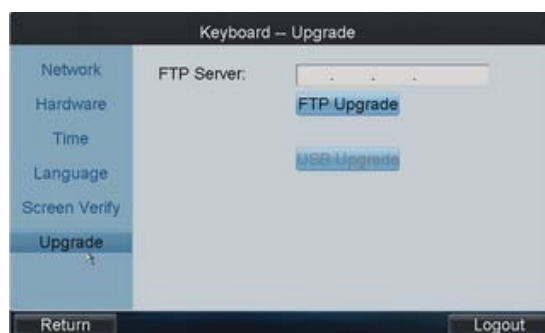 Keyboard -- Upgrade
Network
Hardware
Time
Language
Screen Verify
Upgrade
FTP Server:
. . .
FTP Upgrade
USB Upgrade
Return
Logout